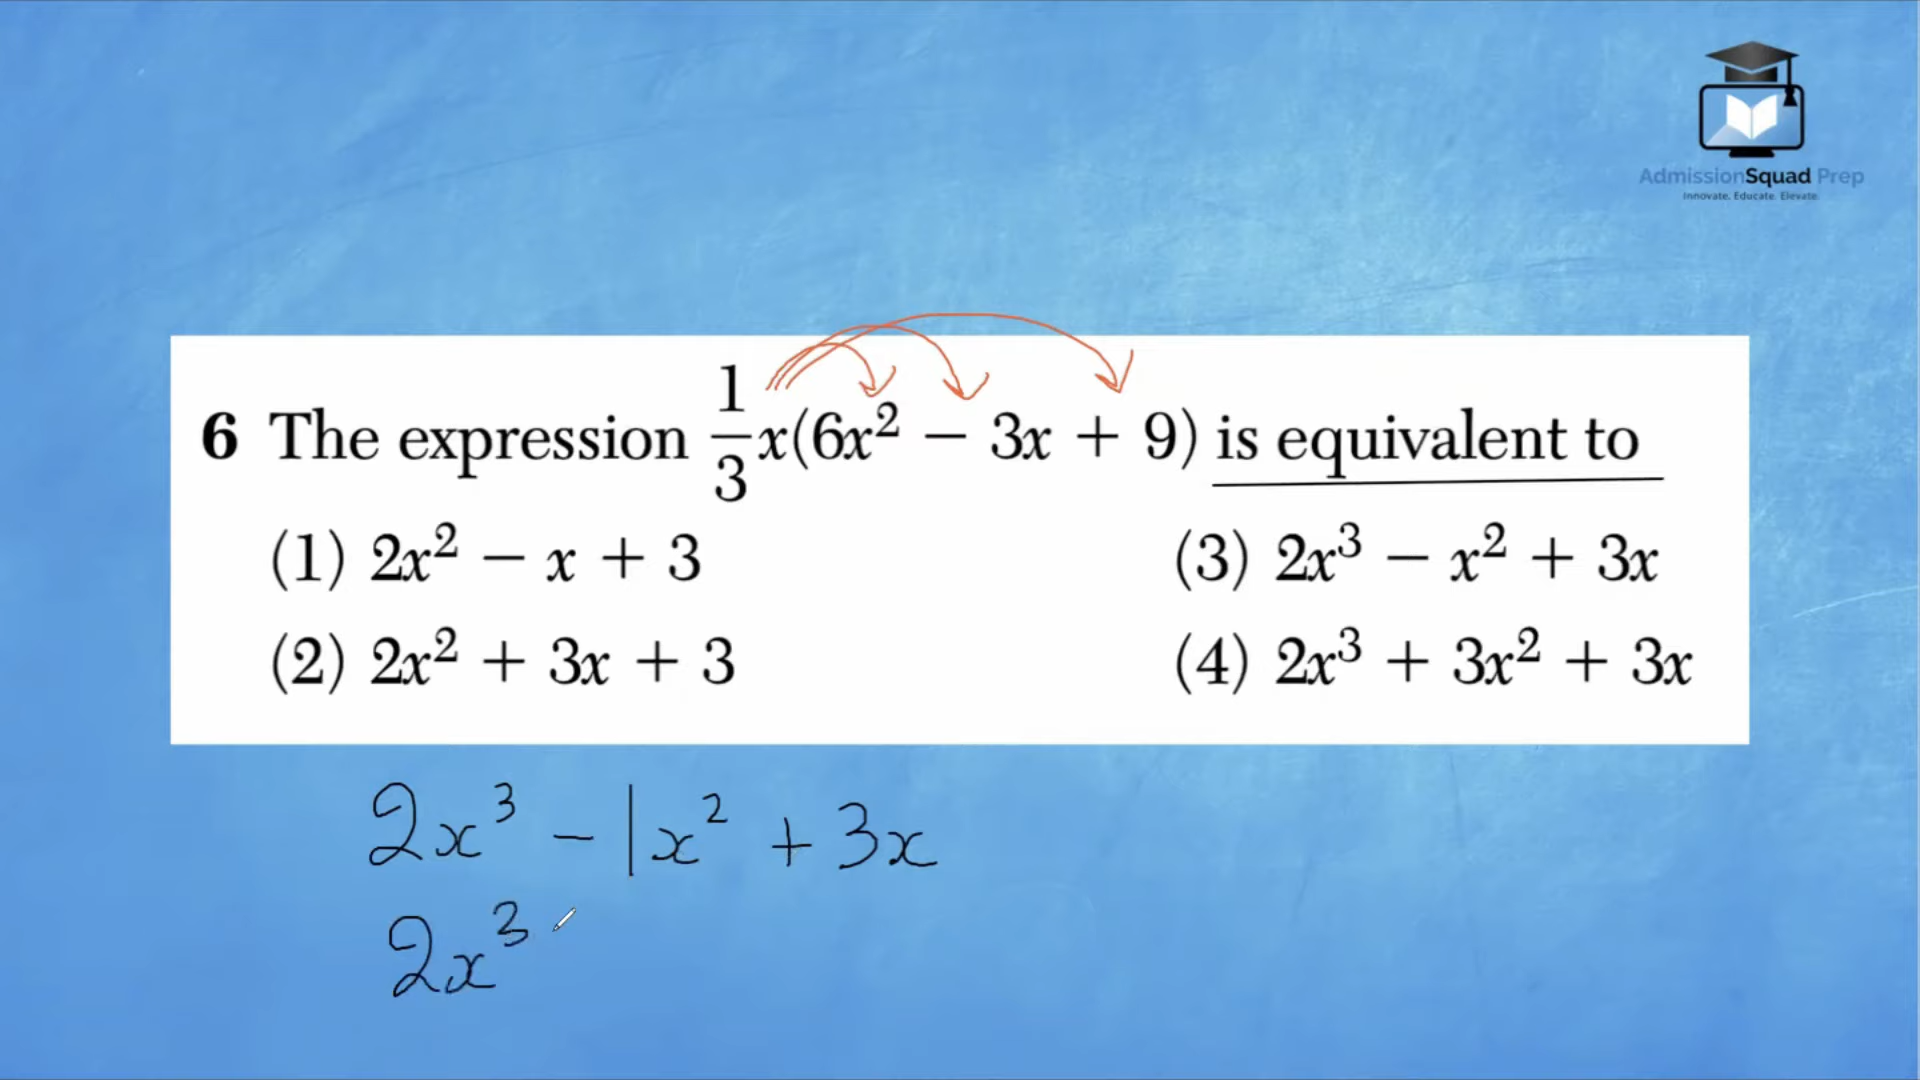 AdmissionSquad Prep
Innovate. Educate. Elevate.
6 The expression 1/3 x(6x² − 3x + 9) is equivalent to
(1) 2x² − x + 3
(2) 2x² + 3x + 3
(3) 2x³ − x² + 3x
(4) 2x³ + 3x² + 3x
2x³ − 1x² + 3x
2x³